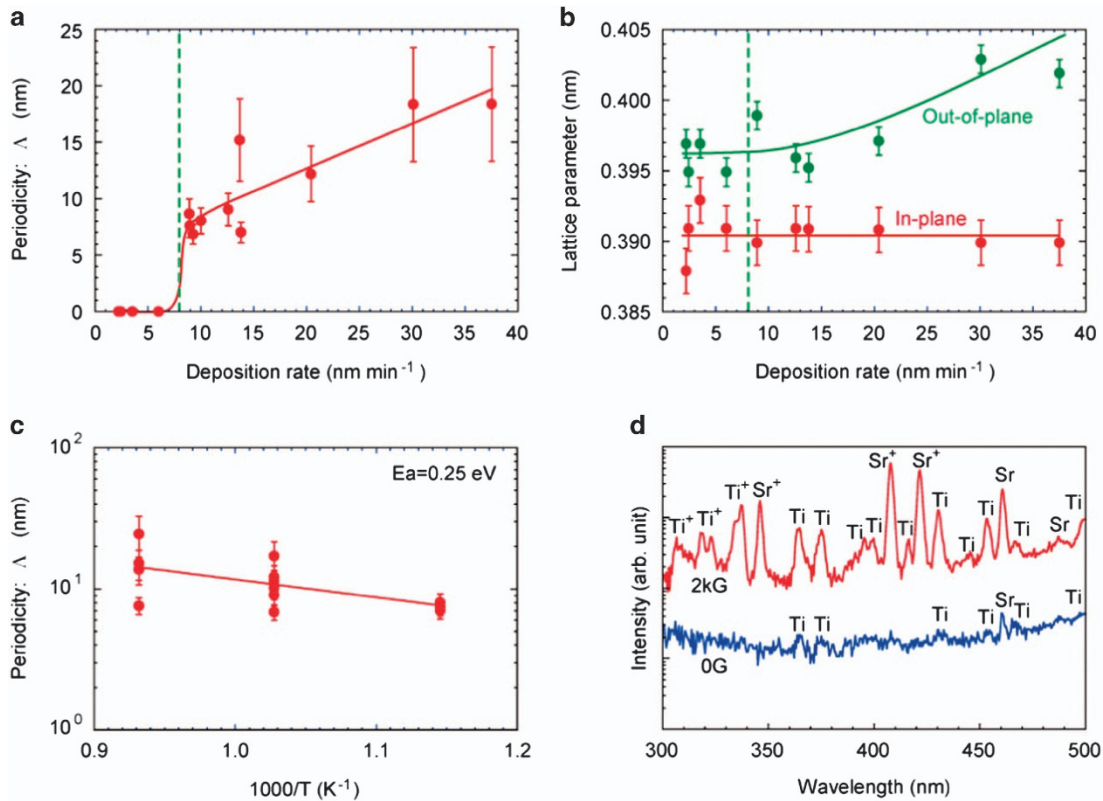 a
25
20
15
10
5
0
Periodicity: Λ (nm)
0 5 10 15 20 25 30 35 40
Deposition rate (nm min⁻¹)
b
0.405
0.400
0.395
0.390
0.385
Lattice parameter (nm)
Out-of-plane
In-plane
0 5 10 15 20 25 30 35 40
Deposition rate (nm min⁻¹)
c
10²
10¹
10⁰
Periodicity: Λ (nm)
Ea=0.25 eV
0.9 1.0 1.1 1.2
1000/T (K⁻¹)
d
Intensity (arb. unit)
Sr⁺ Sr⁺
Ti⁺ Sr⁺ Sr
Ti⁺ Ti⁺ Ti Ti Ti Ti Ti Ti Ti Ti Ti Sr Ti
2kG
Sr
Ti Ti Ti Ti Ti Ti
0G
300 350 400 450 500
Wavelength (nm)